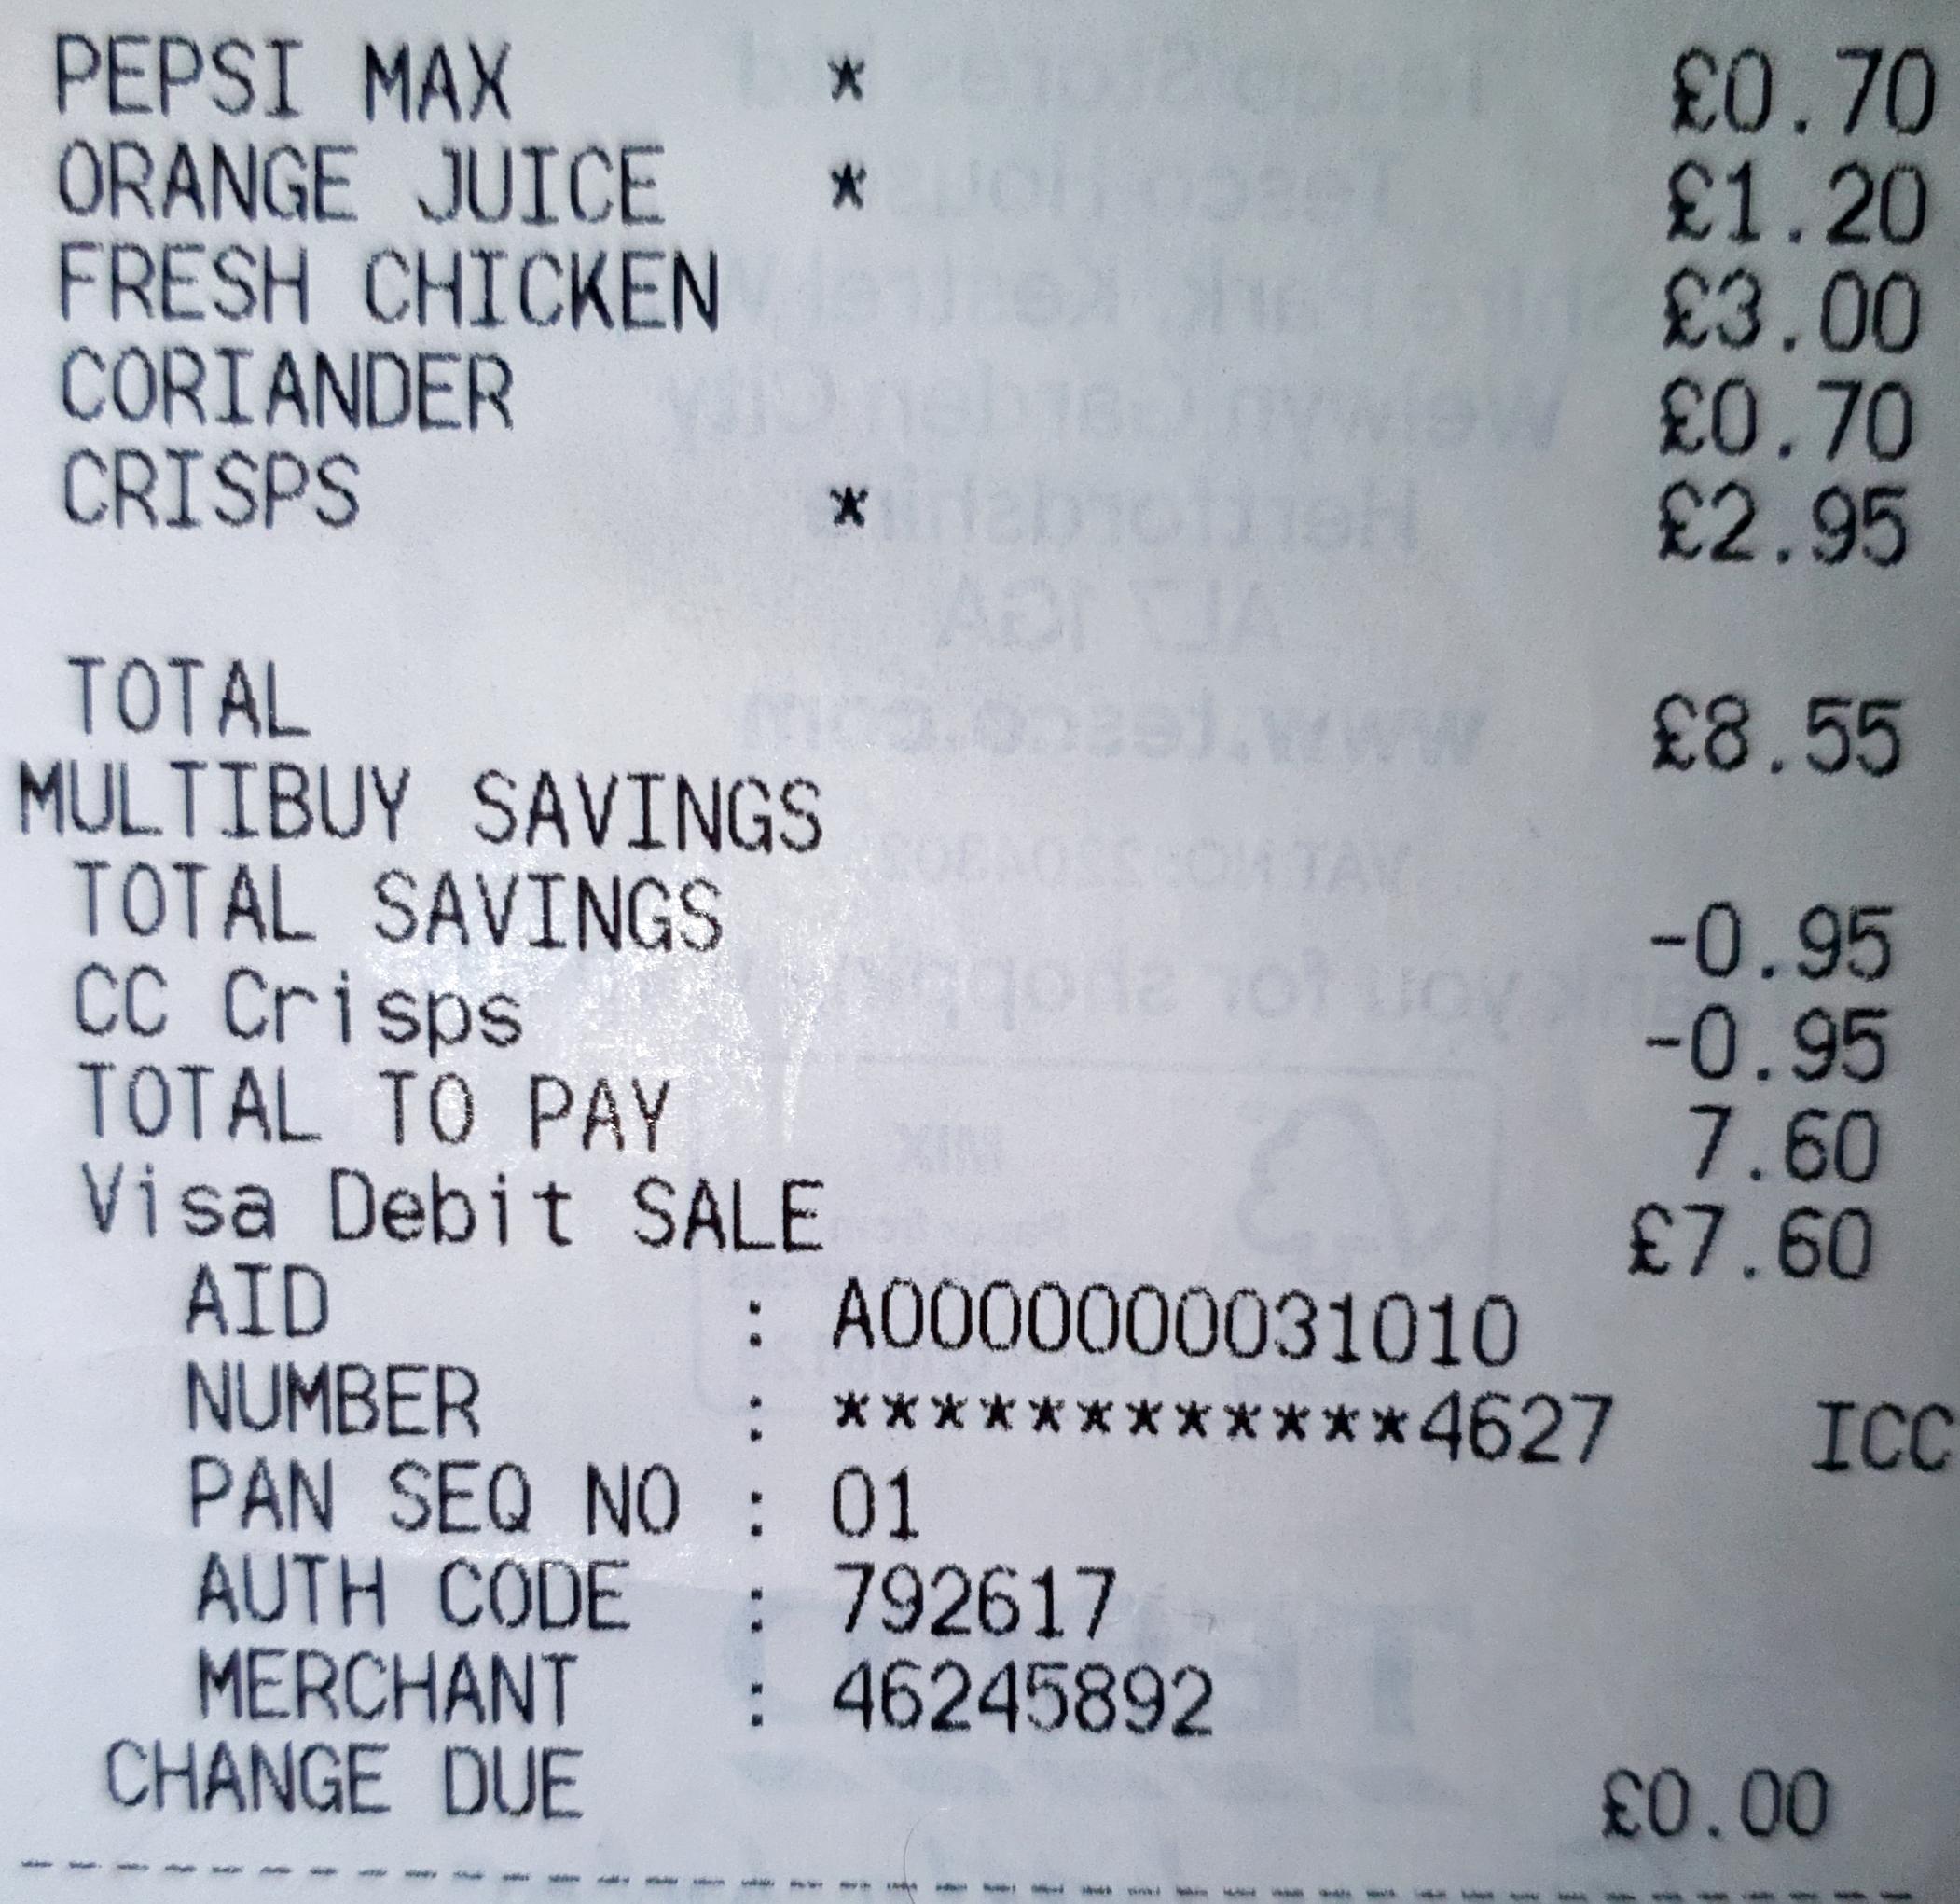 PEPSI MAX * £0.70
ORANGE JUICE * £1.20
FRESH CHICKEN £3.00
CORIANDER £0.70
CRISPS * £2.95
TOTAL £8.55
MULTIBUY SAVINGS
TOTAL SAVINGS -0.95
CC Crisps -0.95
TOTAL TO PAY 7.60
Visa Debit SALE £7.60
AID : A0000000031010
NUMBER : ************4627 ICC
PAN SEQ NO : 01
AUTH CODE : 792617
MERCHANT : 46245892
CHANGE DUE £0.00